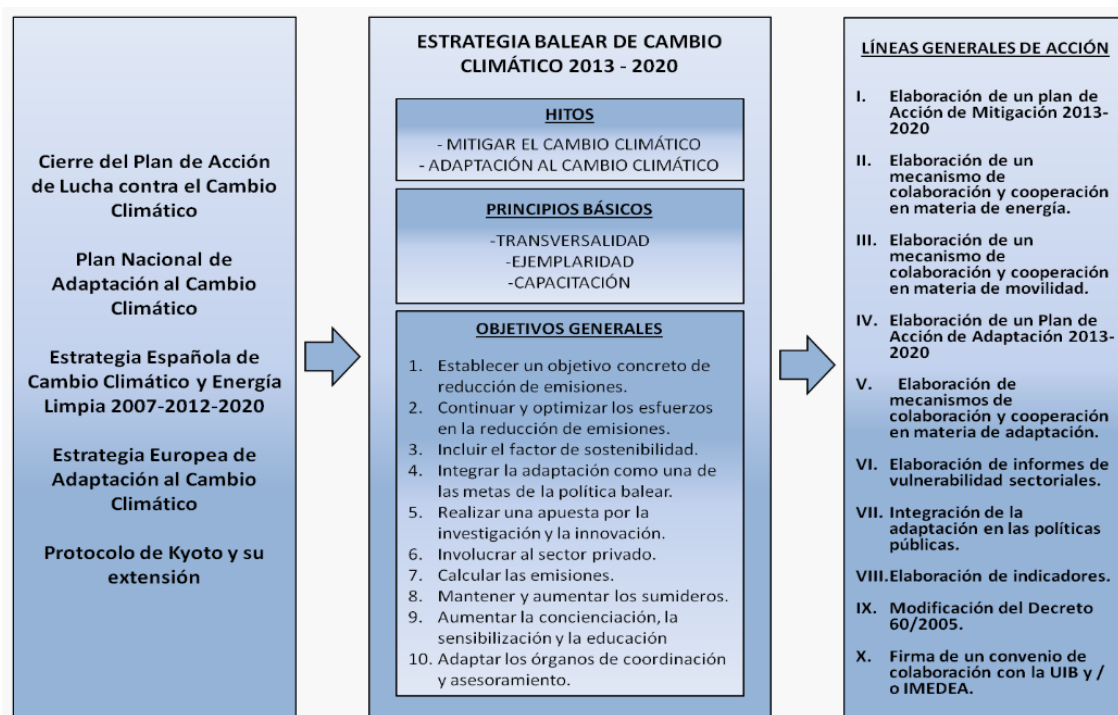 Cierre del Plan de Acción
de Lucha contra el Cambio
Climático
Plan Nacional de
Adaptación al Cambio
Climático
Estrategia Española de
Cambio Climático y Energía
Limpia 2007-2012-2020
Estrategia Europea de
Adaptación al Cambio
Climático
Protocolo de Kyoto y su
extensión
ESTRATEGIA BALEAR DE CAMBIO
CLIMÁTICO 2013 - 2020
HITOS
- MITIGAR EL CAMBIO CLIMÁTICO
- ADAPTACIÓN AL CAMBIO CLIMÁTICO
PRINCIPIOS BÁSICOS
-TRANSVERSALIDAD
-EJEMPLARIDAD
-CAPACITACIÓN
OBJETIVOS GENERALES
1. Establecer un objetivo concreto de
reducción de emisiones.
2. Continuar y optimizar los esfuerzos
en la reducción de emisiones.
3. Incluir el factor de sostenibilidad.
4. Integrar la adaptación como una de
las metas de la política balear.
5. Realizar una apuesta por la
investigación y la innovación.
6. Involucrar al sector privado.
7. Calcular las emisiones.
8. Mantener y aumentar los sumideros.
9. Aumentar la concienciación, la
sensibilización y la educación
10. Adaptar los órganos de coordinación
y asesoramiento.
LÍNEAS GENERALES DE ACCIÓN
I. Elaboración de un plan de
Acción de Mitigación 2013-
2020
II. Elaboración de un
mecanismo de
colaboración y cooperación
en materia de energía.
III. Elaboración de un
mecanismo de
colaboración y cooperación
en materia de movilidad.
IV. Elaboración de un Plan de
Acción de Adaptación 2013-
2020
V. Elaboración de
mecanismos de
colaboración y cooperación
en materia de adaptación.
VI. Elaboración de informes de
vulnerabilidad sectoriales.
VII. Integración de la
adaptación en las políticas
públicas.
VIII. Elaboración de indicadores.
IX. Modificación del Decreto
60/2005.
X. Firma de un convenio de
colaboración con la UIB y /
o IMEDEA.